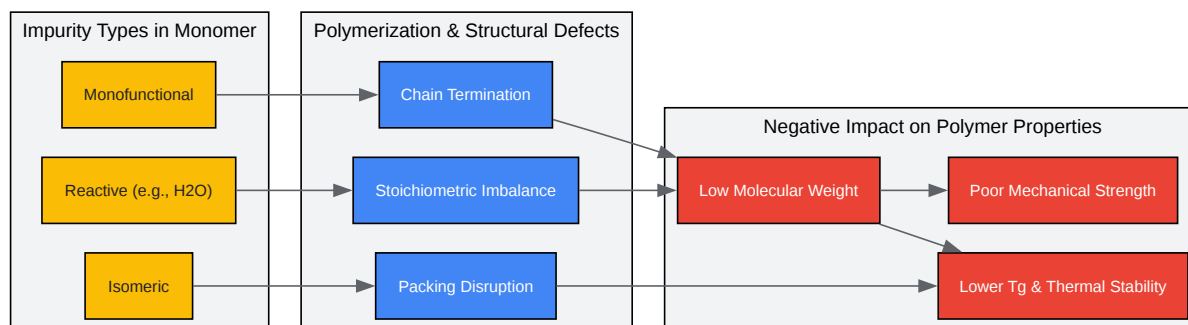 Impurity Types in Monomer
Monofunctional
Reactive (e.g., H2O)
Isomeric
Polymerization & Structural Defects
Chain Termination
Stoichiometric Imbalance
Packing Disruption
Negative Impact on Polymer Properties
Low Molecular Weight
Poor Mechanical Strength
Lower Tg & Thermal Stability